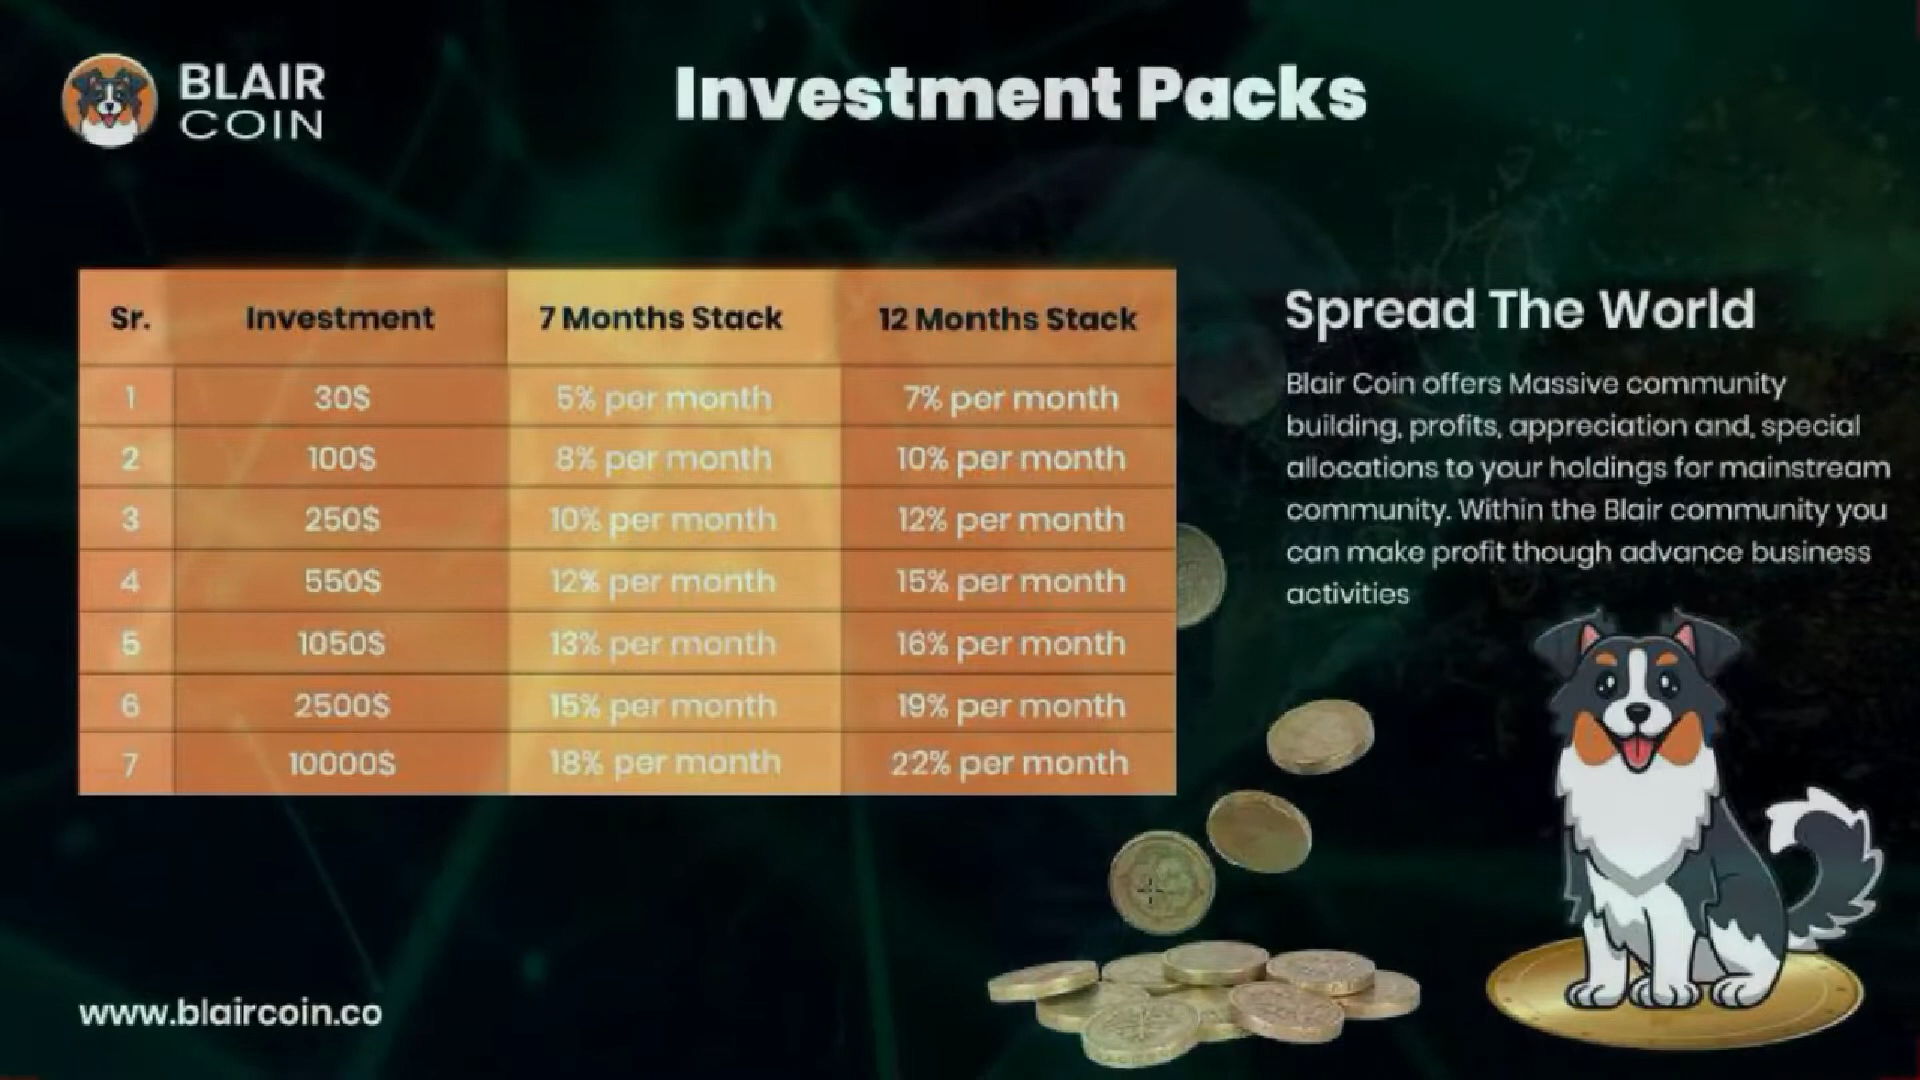 BLAIR
COIN
Investment Packs
Sr. Investment 7 Months Stack 12 Months Stack
1 30$ 5% per month 7% per month
2 100$ 8% per month 10% per month
3 250$ 10% per month 12% per month
4 550$ 12% per month 15% per month
5 1050$ 13% per month 16% per month
6 2500$ 15% per month 19% per month
7 10000$ 18% per month 22% per month
Spread The World
Blair Coin offers Massive community
building, profits, appreciation and, special
allocations to your holdings for mainstream
community. Within the Blair community you
can make profit though advance business
activities
www.blaircoin.co